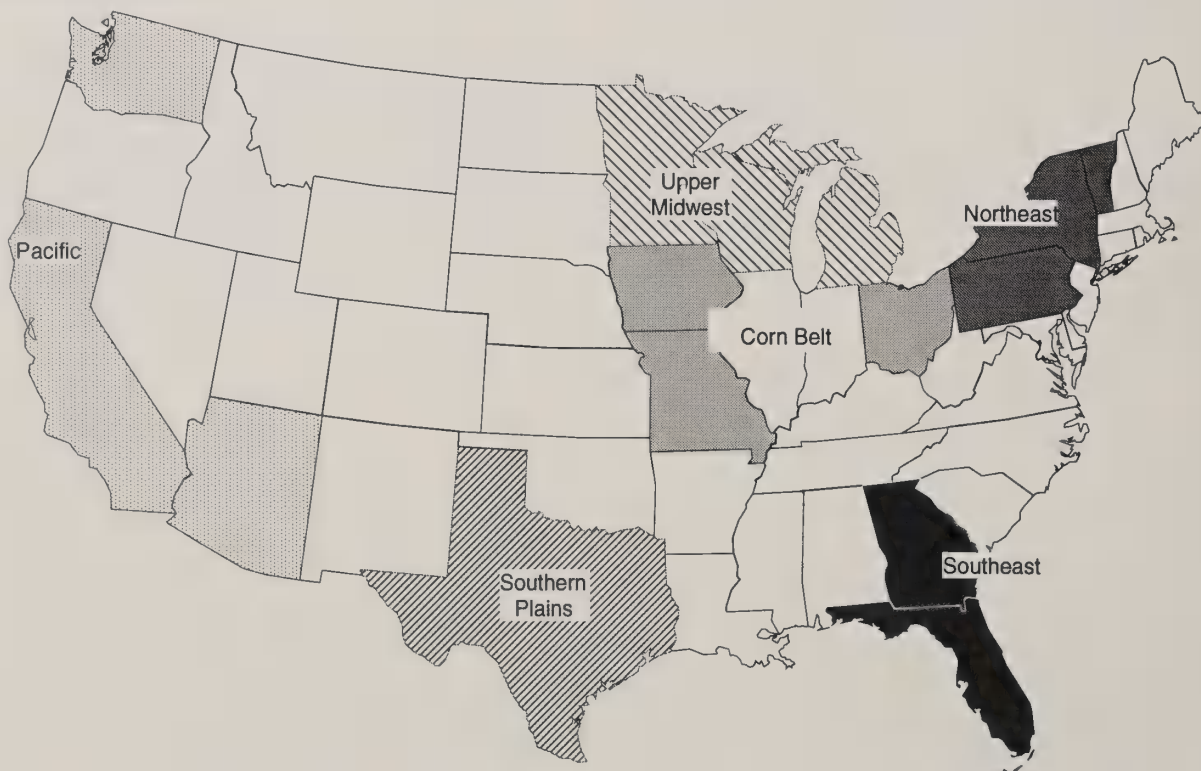 Upper
Midwest
Northeast
Pacific
Corn Belt
Southeast
Southern
Plains